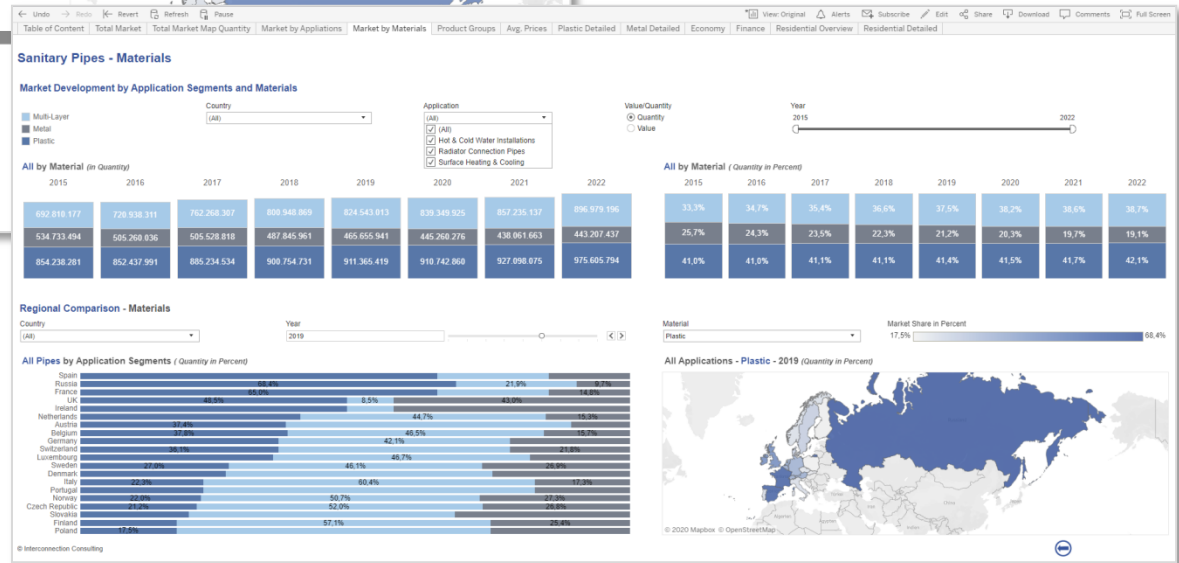 Undo Redo Revert Refresh Pause View: Original Alerts Subscribe Edit Share Download Comments Full Screen
Table of Content Total Market Total Market Map Quantity Market by Appliations Market by Materials Product Groups Avg. Prices Plastic Detailed Metal Detailed Economy Finance Residential Overview Residential Detailed
Sanitary Pipes - Materials
Market Development by Application Segments and Materials
Country Application Value/Quantity Year
Multi-Layer (All) (All) Quantity 2015 2022
Metal (All) Value
Plastic Hot & Cold Water Installations
Radiator Connection Pipes
Surface Heating & Cooling
All by Material (in Quantity) All by Material ( Quantity in Percent)
2015 2016 2017 2018 2019 2020 2021 2022 2015 2016 2017 2018 2019 2020 2021 2022
692.810.177 720.938.311 762.268.307 800.948.069 824.543.013 839.349.925 857.235.137 896.979.196 33,3% 34,7% 35,4% 36,6% 37,5% 38,2% 38,6% 38,7%
534.733.494 505.260.036 505.528.818 487.845.961 465.655.941 445.260.276 438.061.663 443.207.437 25,7% 24,3% 23,5% 22,3% 21,2% 20,3% 19,7% 19,1%
854.238.281 852.437.991 885.234.534 900.754.731 911.365.419 910.742.860 927.098.075 975.605.794 41,0% 41,0% 41,1% 41,1% 41,4% 41,5% 41,7% 42,1%
Regional Comparison - Materials
Country Year Material Market Share in Percent
(All) 2019 Plastic 17,5% 68,4%
All Pipes by Application Segments ( Quantity in Percent) All Applications - Plastic - 2019 (Quantity in Percent)
Spain
Russia 68,4% 21,9% 9,7%
France 65,0% 14,8%
UK 48,5% 8,5% 43,0%
Ireland
Netherlands 44,7% 15,3%
Austria 37,4%
Belgium 37,8% 46,5% 15,7%
Germany 42,1%
Switzerland 36,1% 21,8%
Luxembourg 46,7%
Sweden 27,0% 46,1% 26,9%
Denmark
Italy 22,3% 60,4% 17,3%
Portugal
Norway 22,0% 50,7% 27,3%
Czech Republic 21,2% 52,0% 26,8%
Slovakia
Finland 57,1% 25,4%
Poland 17,5%
© 2020 Mapbox © OpenStreetMap
© Interconnection Consulting